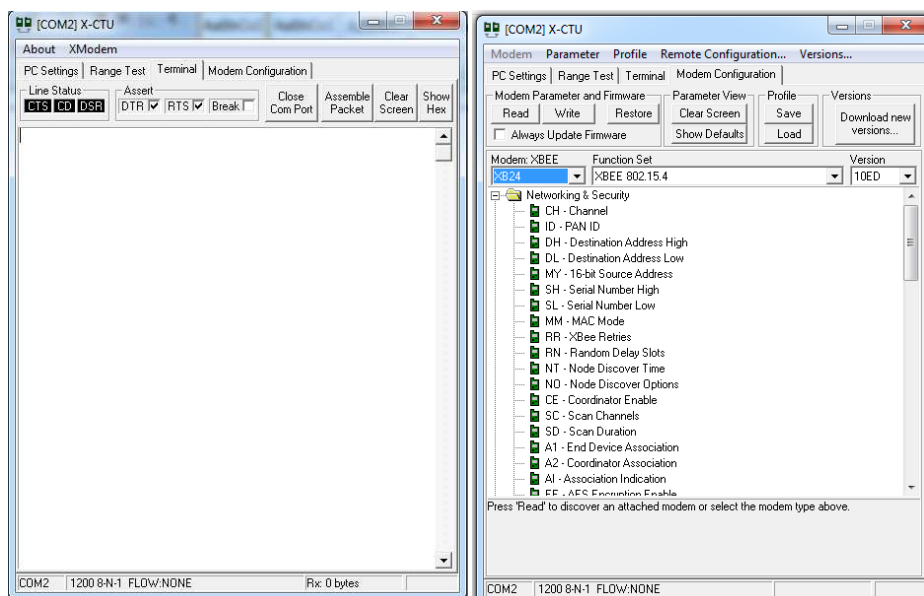 [COM2] X-CTU
About XModem
PC Settings Range Test Terminal Modem Configuration
Line Status Assert
CTS CD DSR DTR RTS Break
Close Com Port
Assemble Packet
Clear Screen
Show Hex
COM2 1200 8-N-1 FLOW:NONE Rx: 0 bytes
[COM2] X-CTU
Modem Parameter Profile Remote Configuration... Versions...
PC Settings Range Test Terminal Modem Configuration
Modem Parameter and Firmware Parameter View Profile Versions
Read Write Restore Clear Screen Save Download new versions...
Always Update Firmware Show Defaults Load
Modem: XBEE Function Set Version
XB24 XBEE 802.15.4 10ED
Networking & Security
CH - Channel
ID - PAN ID
DH - Destination Address High
DL - Destination Address Low
MY - 16-bit Source Address
SH - Serial Number High
SL - Serial Number Low
MM - MAC Mode
RR - XBee Retries
RN - Random Delay Slots
NT - Node Discover Time
NO - Node Discover Options
CE - Coordinator Enable
SC - Scan Channels
SD - Scan Duration
A1 - End Device Association
A2 - Coordinator Association
AI - Association Indication
EE - AES Encryption Enable
Press 'Read' to discover an attached modem or select the modem type above.
COM2 1200 8-N-1 FLOW:NONE